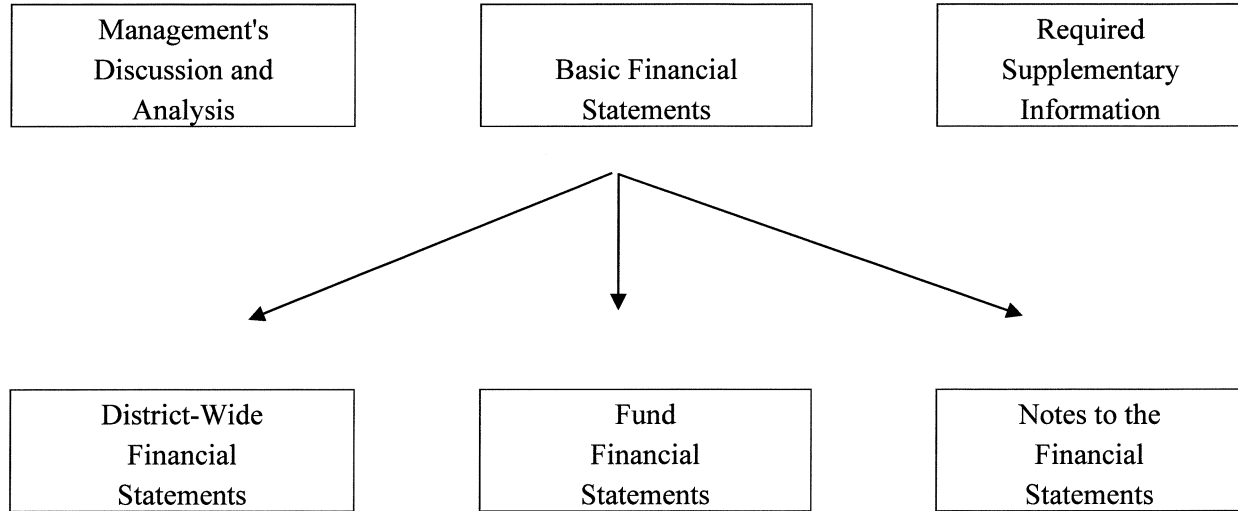 Management's
Discussion and
Analysis
Basic Financial
Statements
Required
Supplementary
Information
District-Wide
Financial
Statements
Fund
Financial
Statements
Notes to the
Financial
Statements